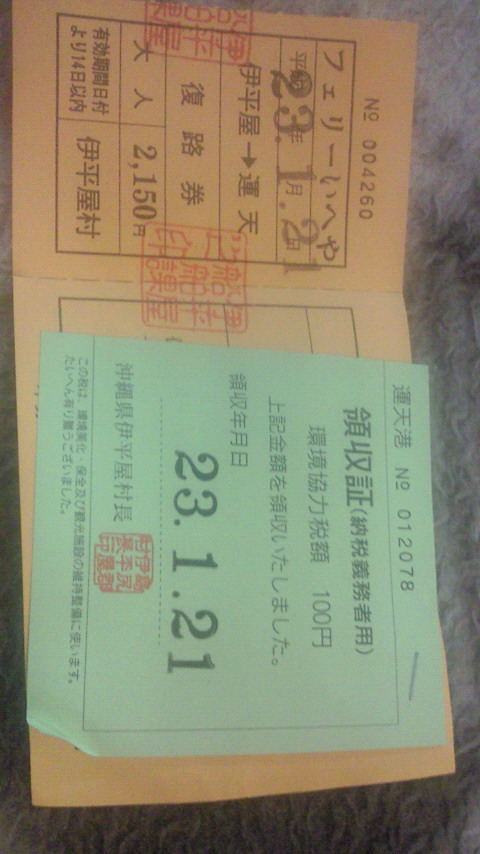 № 004260
フェリーいへや
平成23年1月21日
伊平屋→運天
復路券
大人 2,150円
有効期間日付
より14日以内
伊平屋村
運天港 № 012078
領収証(納税義務者用)
環境協力税額 100円
上記金額を領収いたしました。
領収年月日
23.1.21
沖縄県伊平屋村長
この税は、環境美化・保全及び観光施設の維持整備に使います。
たいへん有り難うございました。